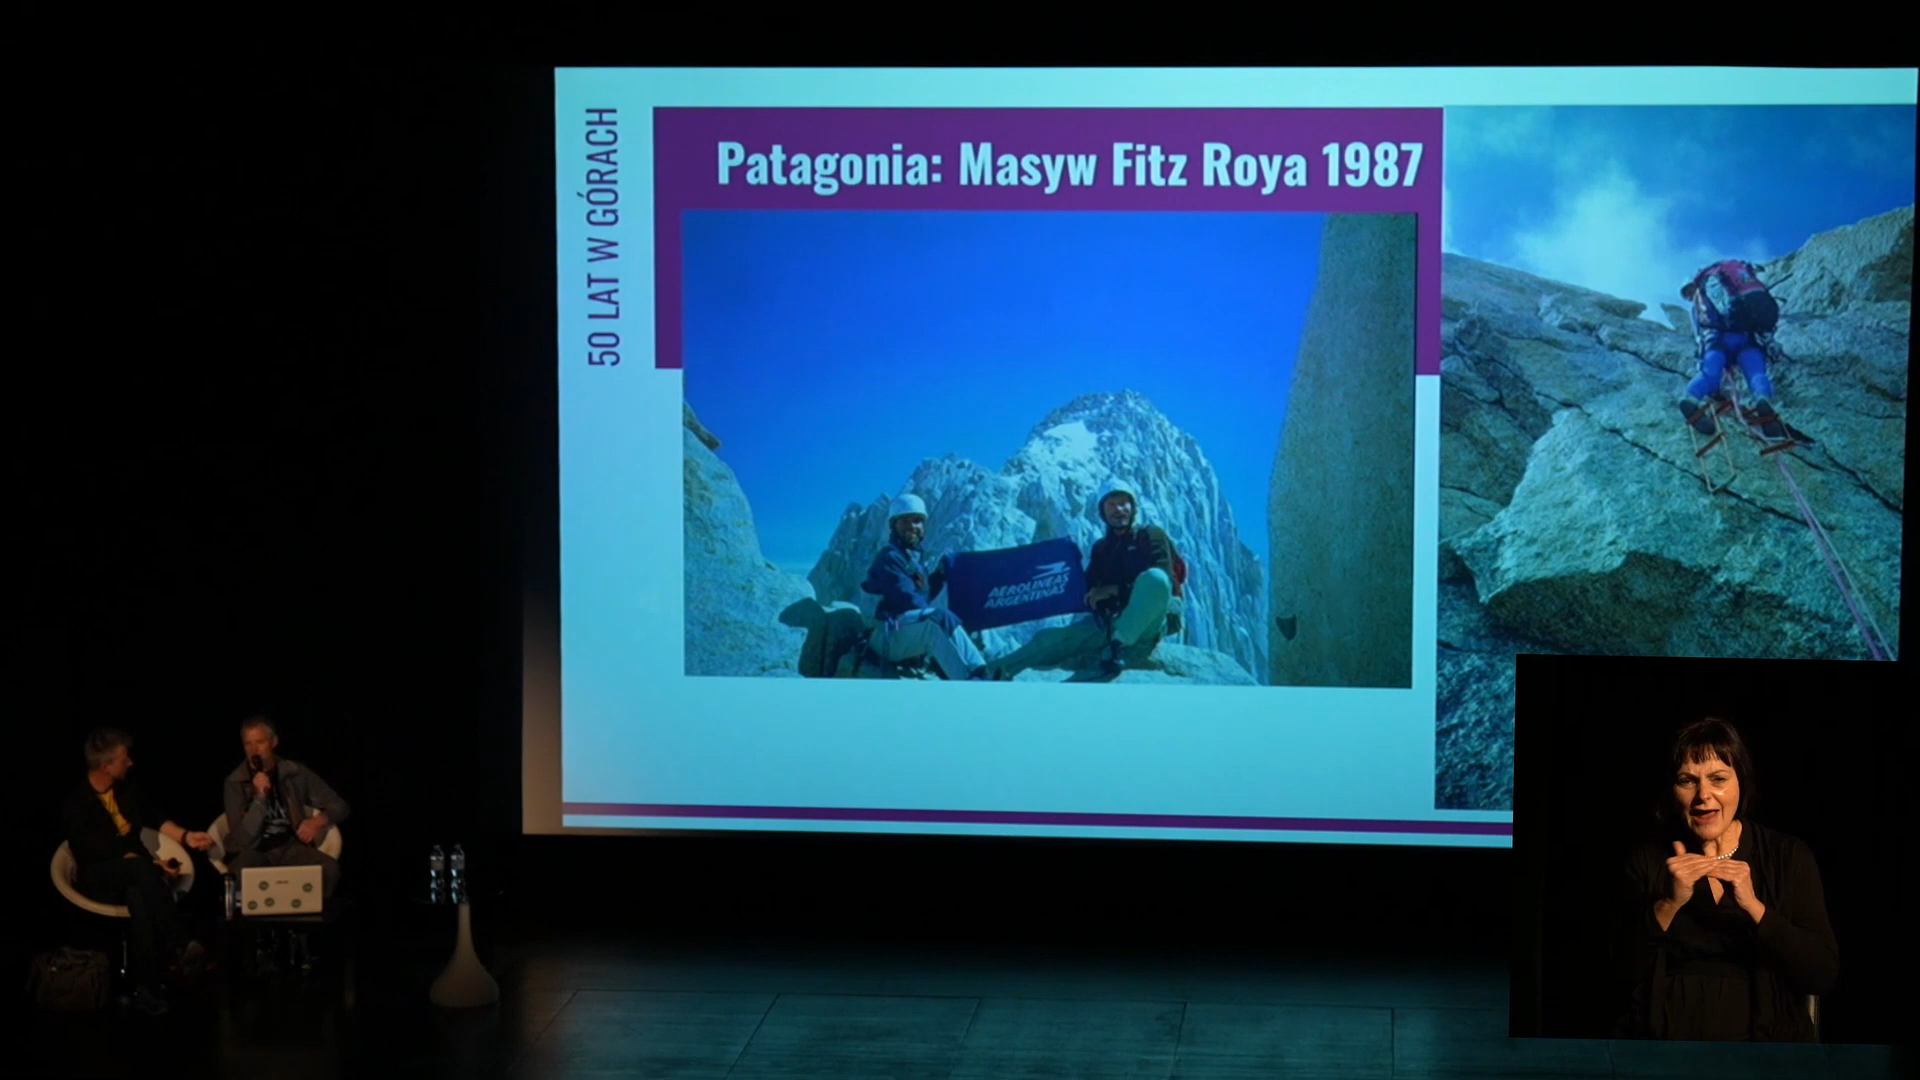 50 LAT W GÓRACH
Patagonia: Masyw Fitz Roya 1987
AEROLINEAS
ARGENTINAS